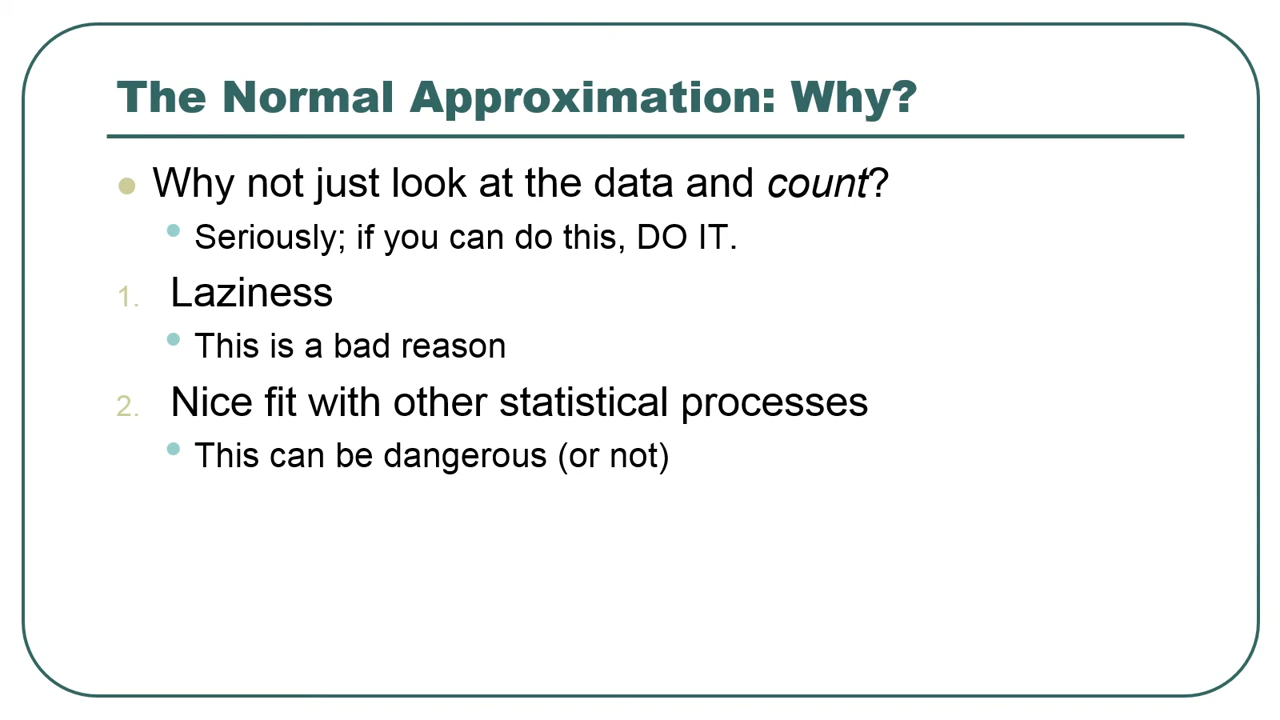 The Normal Approximation: Why?
● Why not just look at the data and count?
• Seriously; if you can do this, DO IT.
1. Laziness
• This is a bad reason
2. Nice fit with other statistical processes
• This can be dangerous (or not)